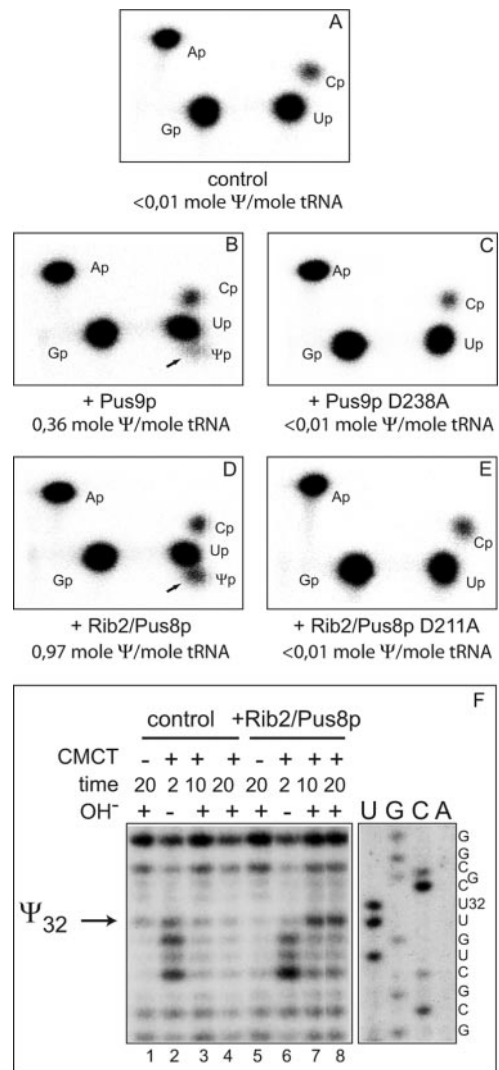 A
Ap
Cp
Gp
Up
control
<0,01 mole Ψ/mole tRNA
B
Ap
Cp
Up
Gp
Ψp
+ Pus9p
0,36 mole Ψ/mole tRNA
C
Ap
Cp
Gp
Up
+ Pus9p D238A
<0,01 mole Ψ/mole tRNA
D
Ap
Cp
Up
Gp
Ψp
+ Rib2/Pus8p
0,97 mole Ψ/mole tRNA
E
Ap
Cp
Gp
Up
+ Rib2/Pus8p D211A
<0,01 mole Ψ/mole tRNA
F
control +Rib2/Pus8p
CMCT - + + + - + + +
time 20 2 10 20 20 2 10 20
OH- + - + + + - + + U G C A
G
G
C
G
C
U32
Ψ32 U
G
U
C
G
C
G
1 2 3 4 5 6 7 8